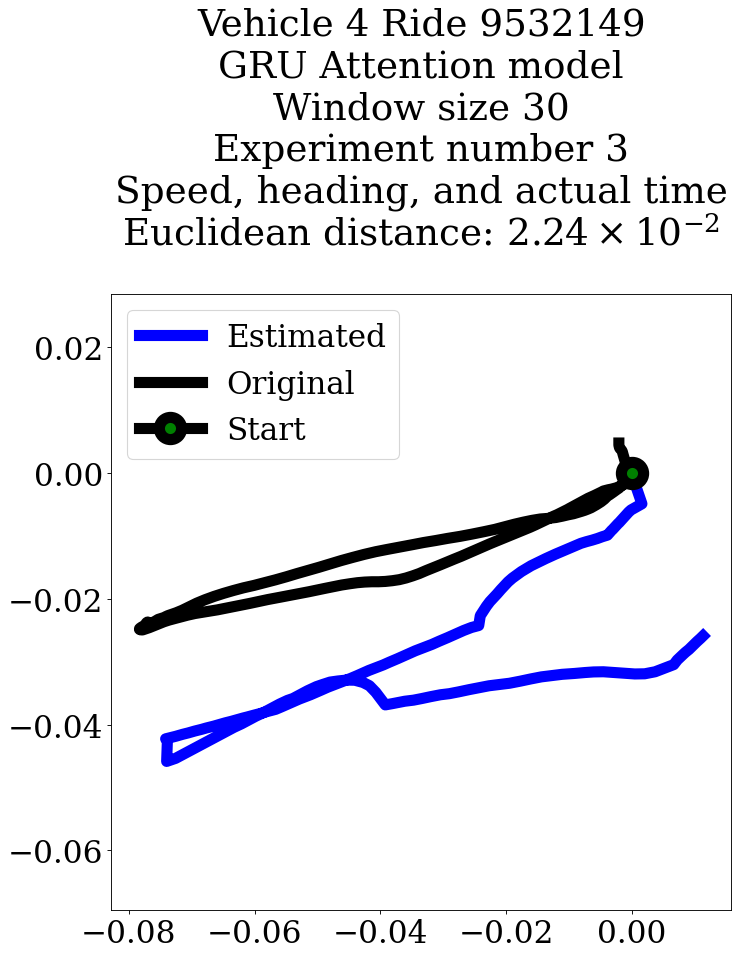 Vehicle 4 Ride 9532149
GRU Attention model
Window size 30
Experiment number 3
Speed, heading, and actual time
Euclidean distance: 2.24 × 10⁻²
Estimated
Original
Start
0.02
0.00
−0.02
−0.04
−0.06
−0.08 −0.06 −0.04 −0.02 0.00